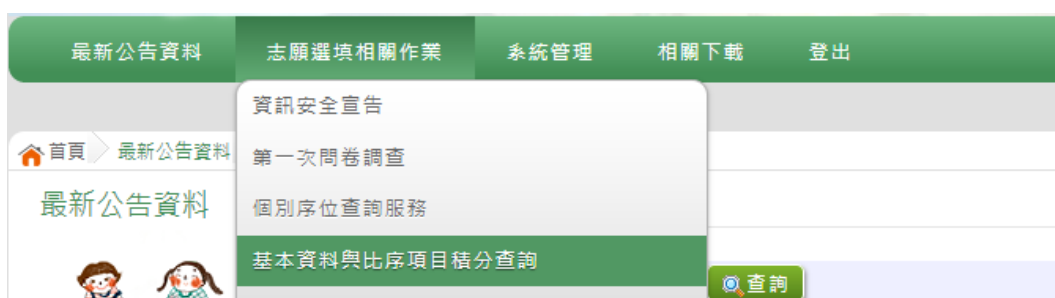 最新公告資料 志願選填相關作業 系統管理 相關下載 登出
資訊安全宣告
首頁 最新公告資料
第一次問卷調查
最新公告資料
個別序位查詢服務
基本資料與比序項目積分查詢
查詢